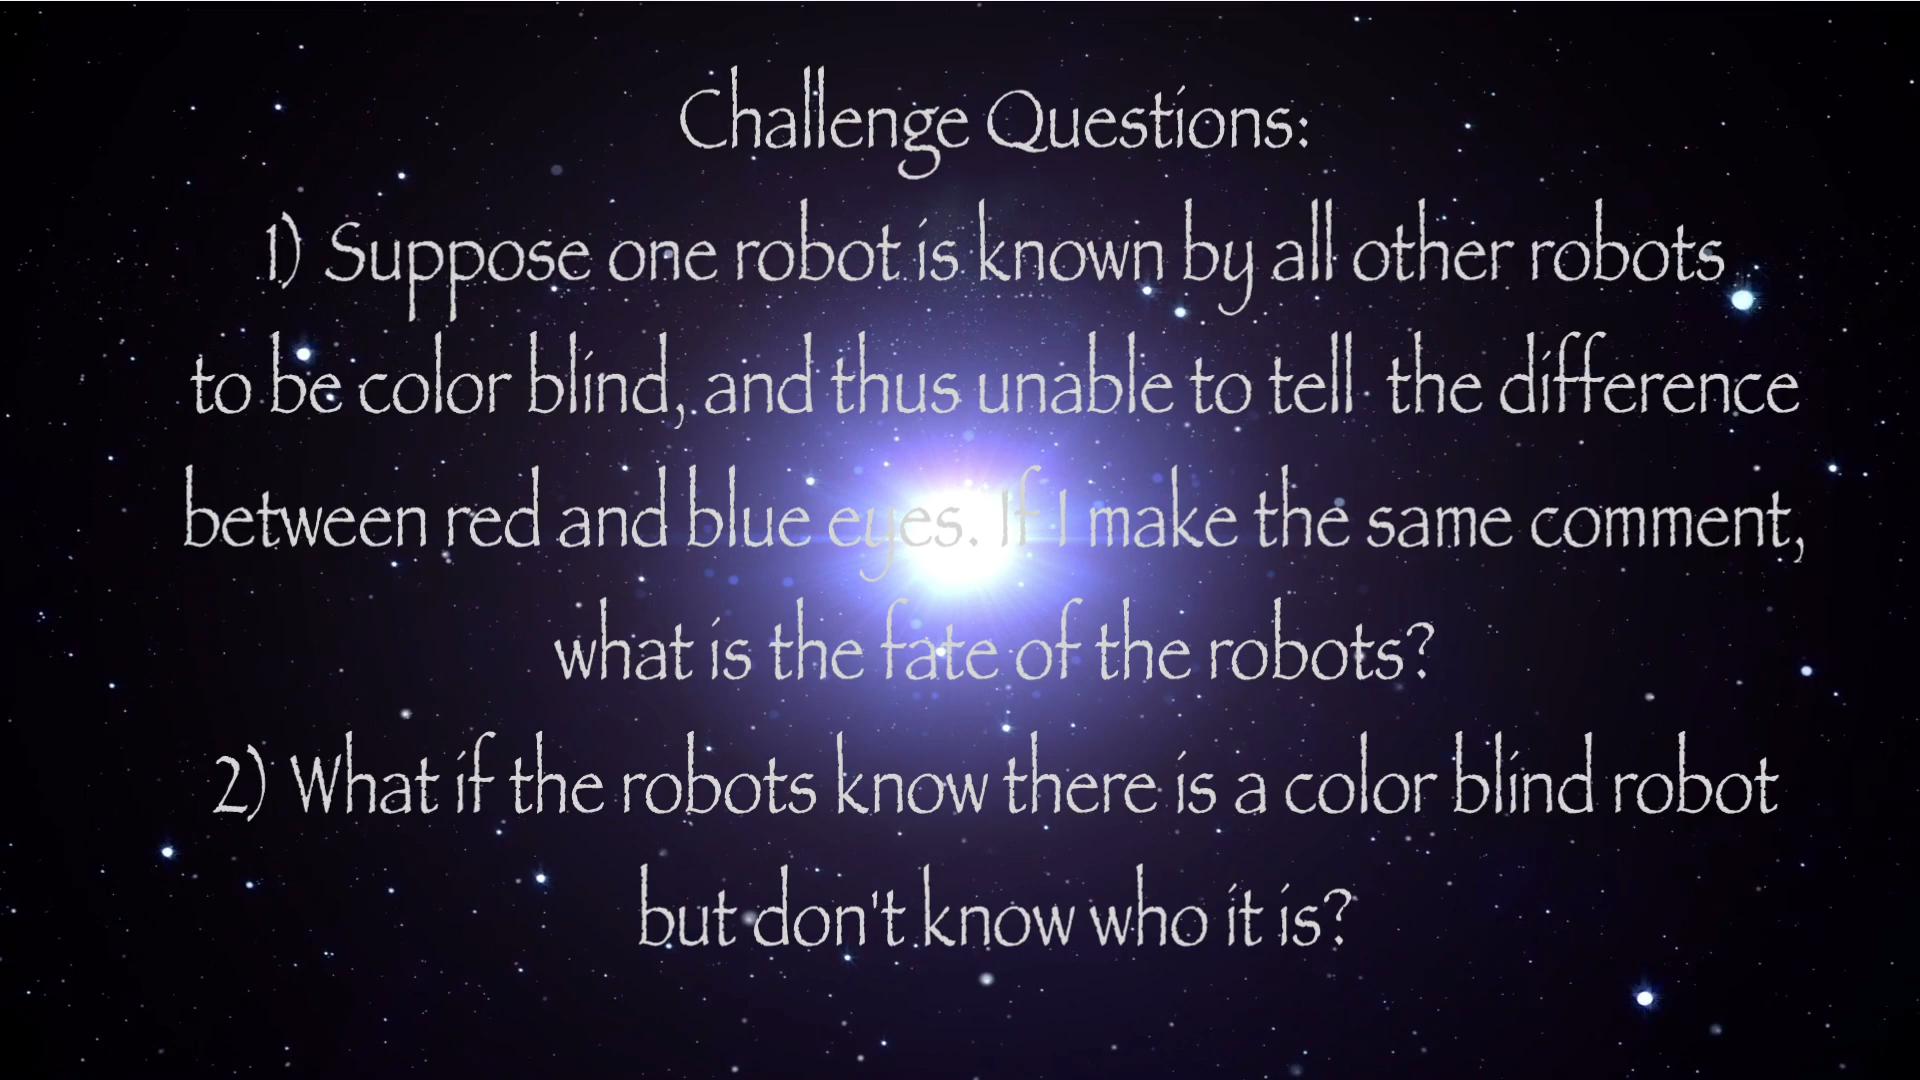 Challenge Questions:
1) Suppose one robot is known by all other robots
to be color blind, and thus unable to tell the difference
between red and blue eyes. If I make the same comment,
what is the fate of the robots?
2) What if the robots know there is a color blind robot
but don't know who it is?